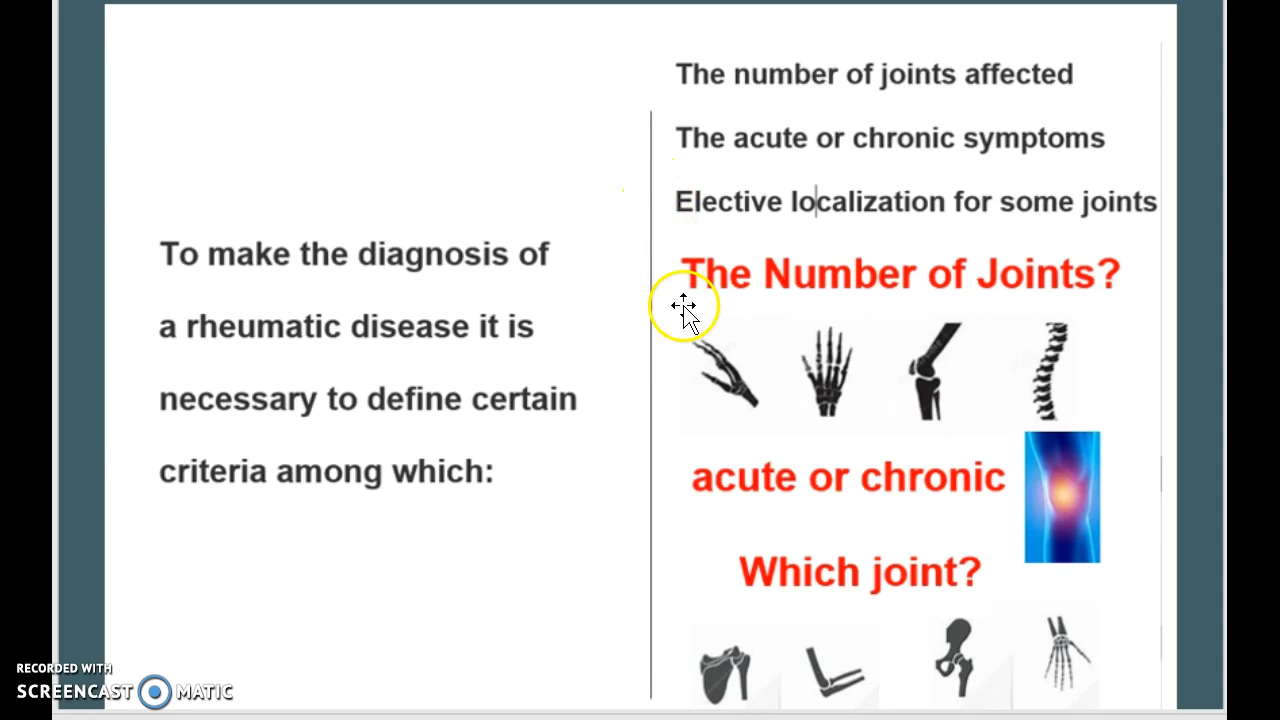 To make the diagnosis of
a rheumatic disease it is
necessary to define certain
criteria among which:
The number of joints affected
The acute or chronic symptoms
Elective localization for some joints
The Number of Joints?
acute or chronic
Which joint?
RECORDED WITH
SCREENCAST MATIC